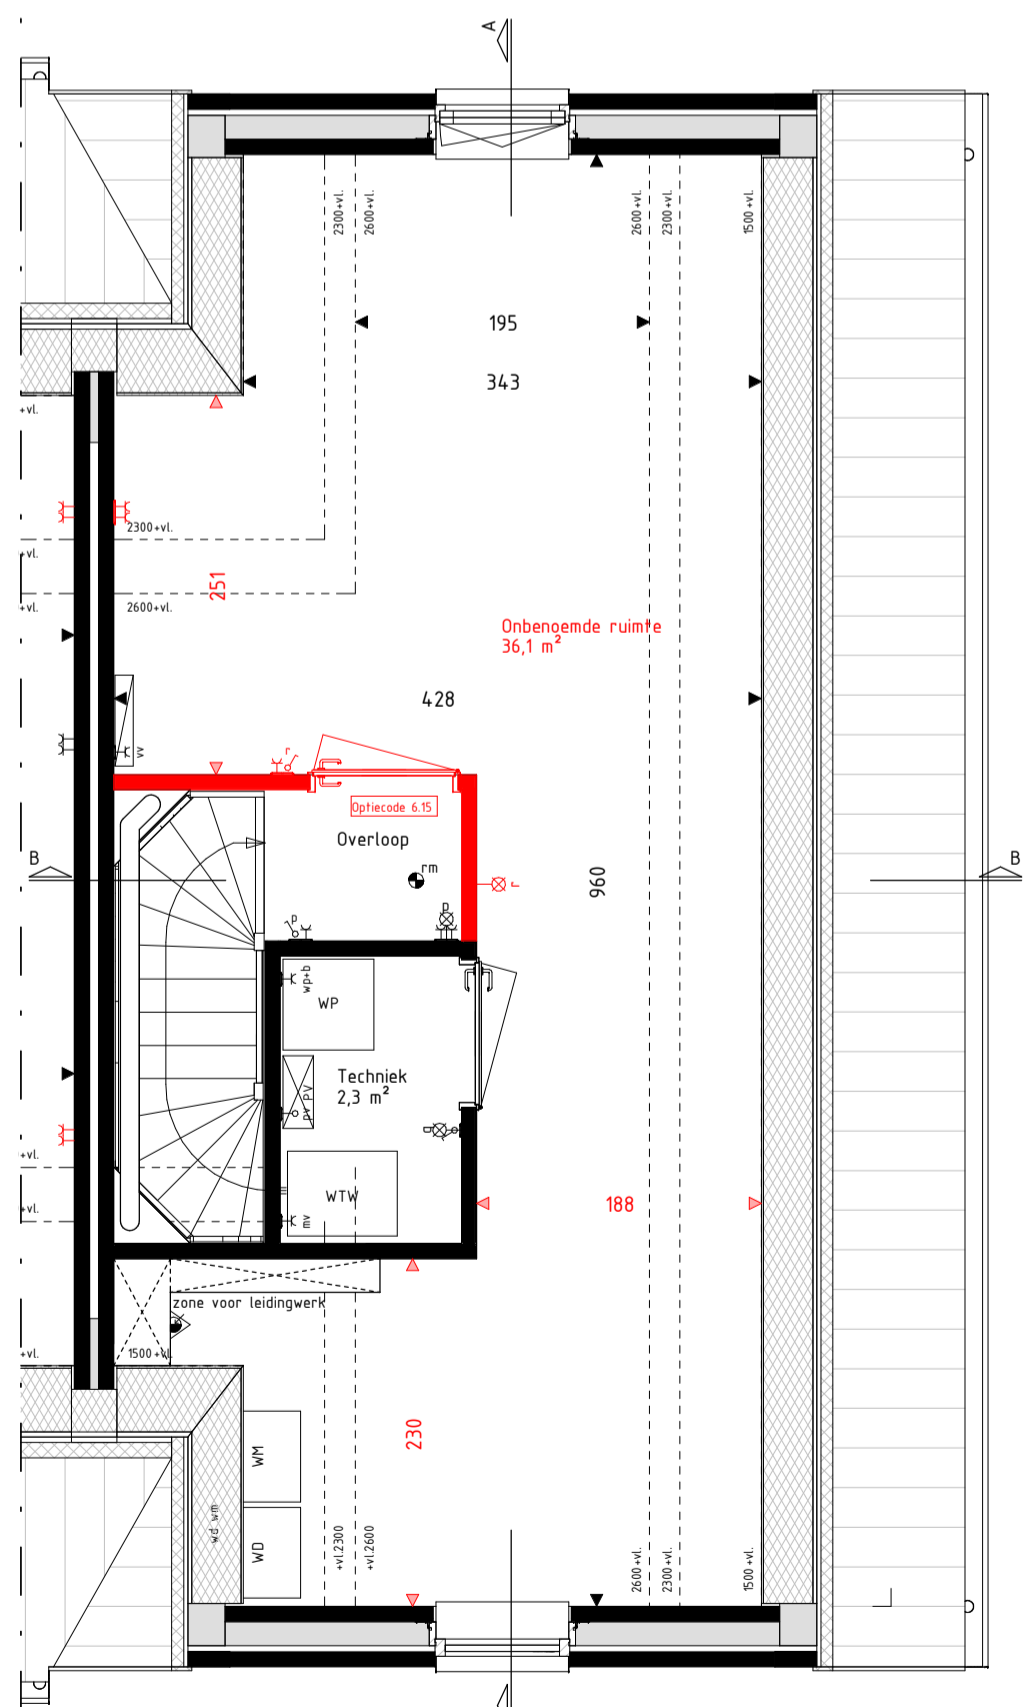 A
2300+vl.
2600+vl.
2600+vl.
2300+vl.
1500+vl.
195
343
+vl.
2300+vl.
+vl.
251
+vl.
2600+vl.
Onbenoemde ruimte
36,1 m²
428
vv
r
Optiecode 6.15
Overloop
rm
B
B
960
r
p
p
wp+b
WP
Techniek
2,3 m²
pv PV
g
+vl.
WTW
188
mv
+vl.
zone voor leidingwerk
+vl.
1500+vl.
230
WM
wd wm
WD
+vl.2300
+vl.2600
2600+vl.
2300+vl.
1500+vl.